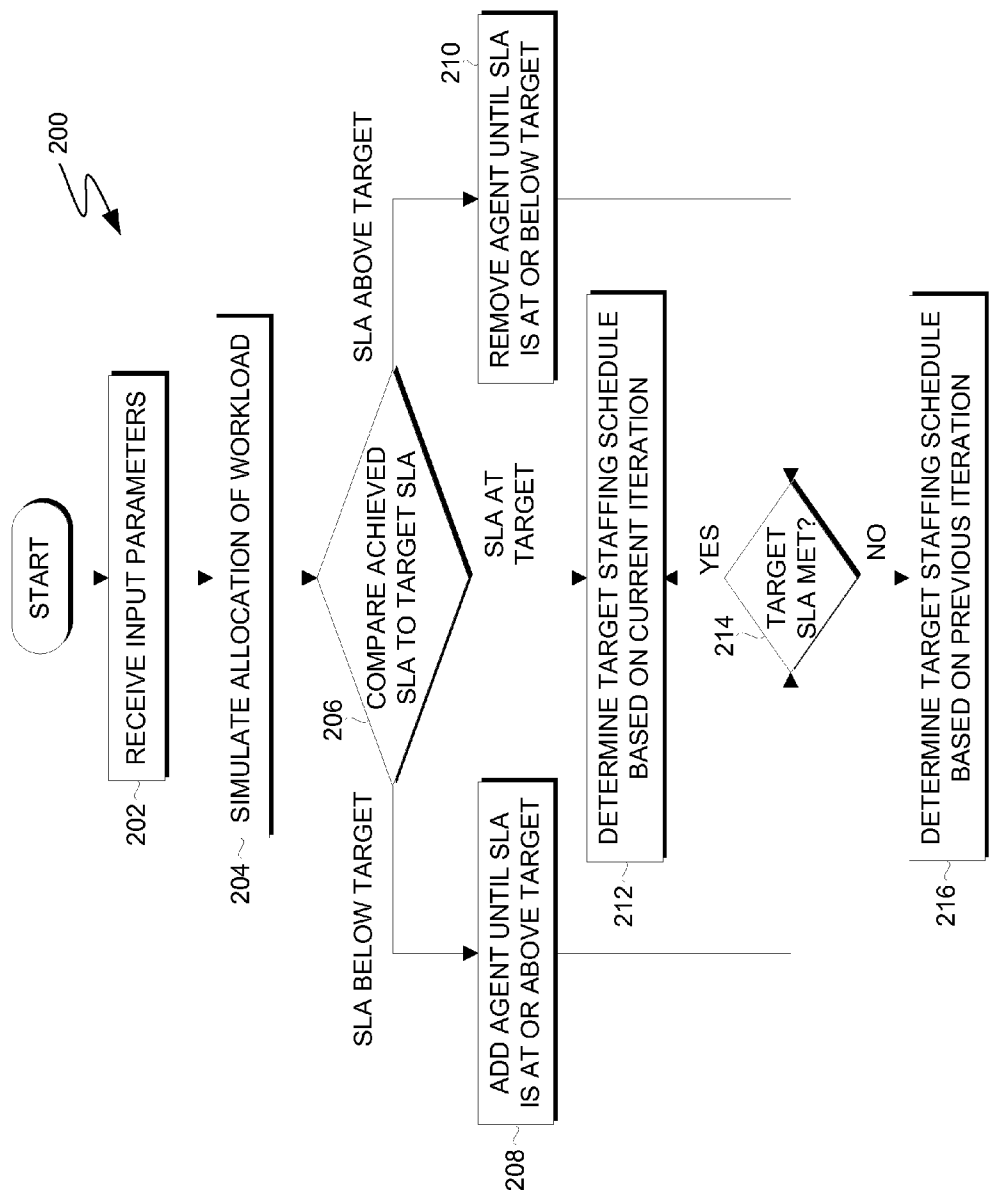 200
START
RECEIVE INPUT PARAMETERS
202
SIMULATE ALLOCATION OF WORKLOAD
204
COMPARE ACHIEVED
SLA TO TARGET SLA
206
SLA BELOW TARGET
SLA ABOVE TARGET
SLA AT
TARGET
ADD AGENT UNTIL SLA
IS AT OR ABOVE TARGET
208
REMOVE AGENT UNTIL SLA
IS AT OR BELOW TARGET
210
DETERMINE TARGET STAFFING SCHEDULE
BASED ON CURRENT ITERATION
212
YES
TARGET
SLA MET?
214
NO
DETERMINE TARGET STAFFING SCHEDULE
BASED ON PREVIOUS ITERATION
216